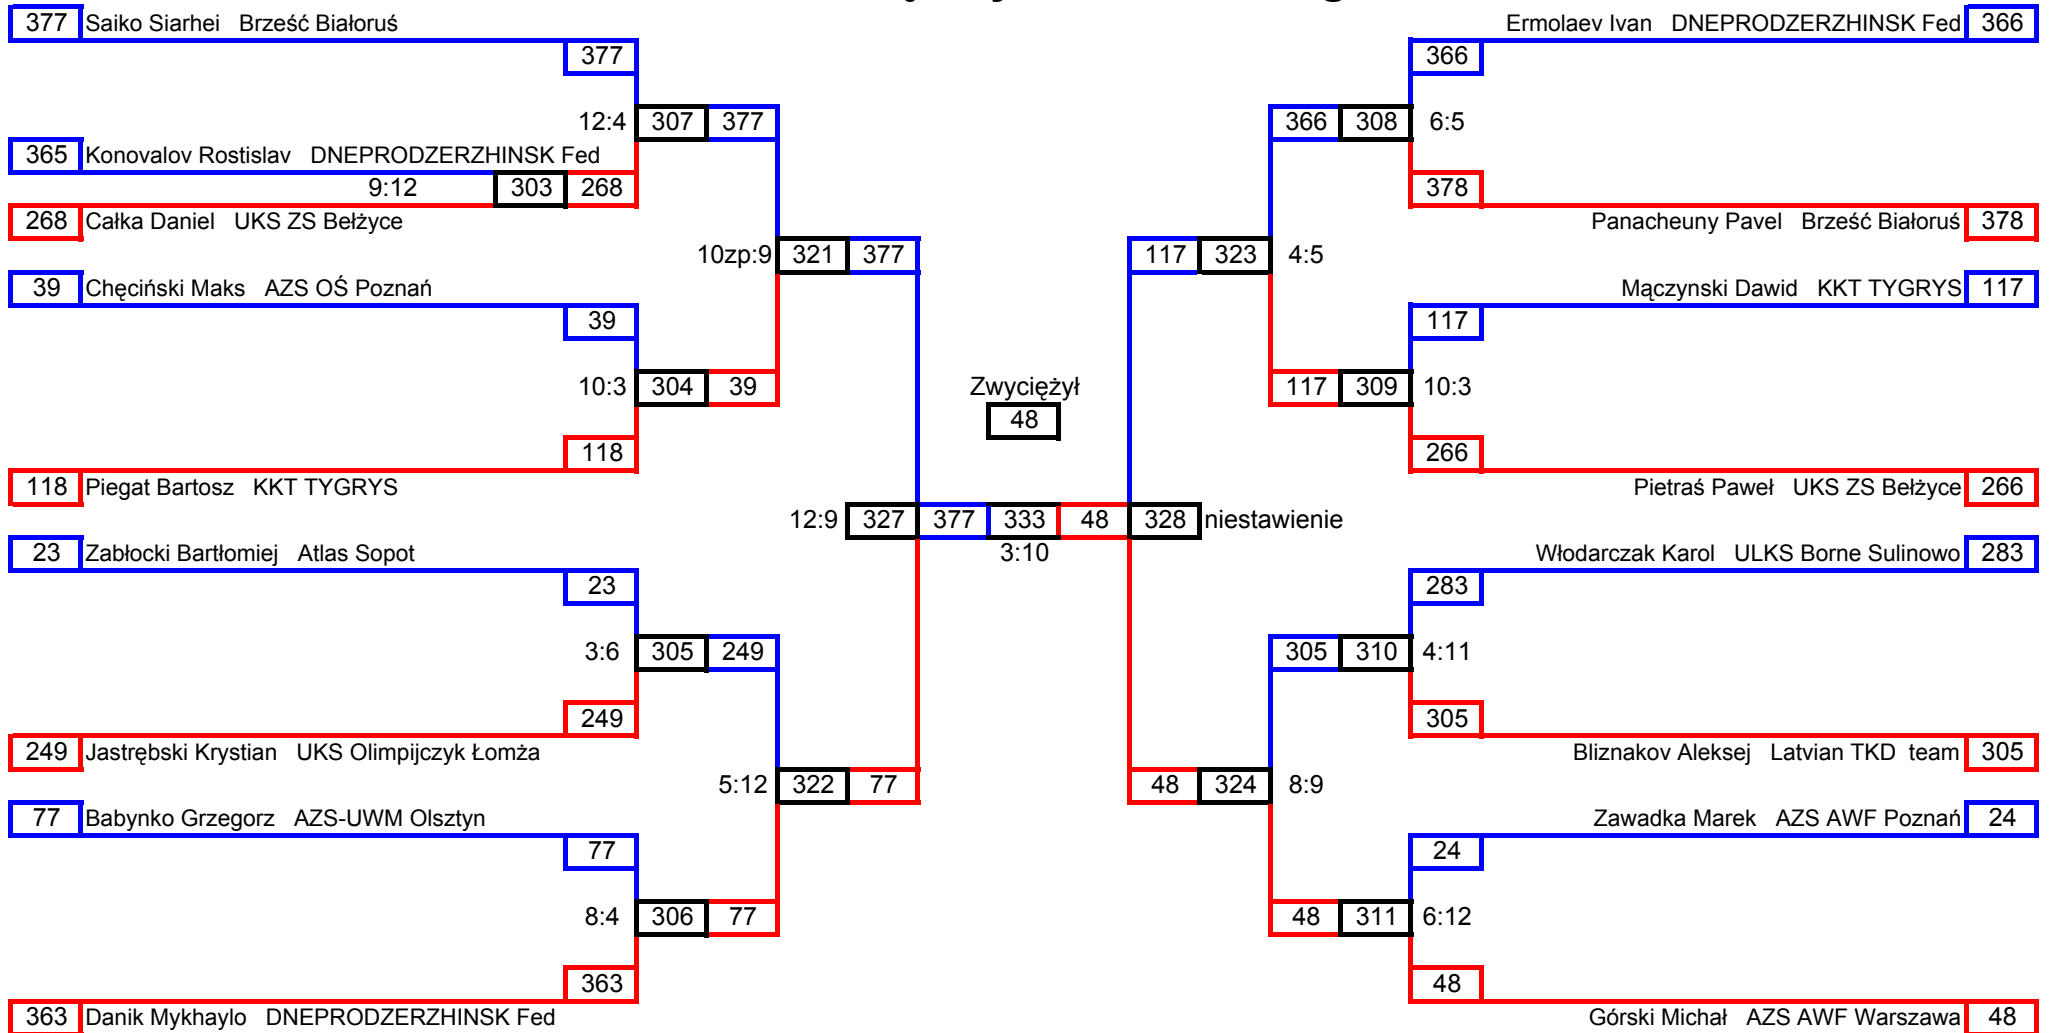 377 Saiko Siarhei Brześć Białoruś
377
12:4 307 377
365 Konovalov Rostislav DNEPRODZERZHINSK Fed
9:12 303 268
268 Całka Daniel UKS ZS Bełżyce
10zp:9 321 377
39 Chęciński Maks AZS OŚ Poznań
39
10:3 304 39
118
118 Piegat Bartosz KKT TYGRYS
12:9 327 377 333 48 328 niestawienie
3:10
Zwyciężył
48
23 Zabłocki Bartłomiej Atlas Sopot
23
3:6 305 249
249
249 Jastrębski Krystian UKS Olimpijczyk Łomża
5:12 322 77
77 Babynko Grzegorz AZS-UWM Olsztyn
77
8:4 306 77
363
363 Danik Mykhaylo DNEPRODZERZHINSK Fed
Ermolaev Ivan DNEPRODZERZHINSK Fed 366
366
366 308 6:5
378
Panacheuny Pavel Brześć Białoruś 378
117 323 4:5
Mączynski Dawid KKT TYGRYS 117
117
117 309 10:3
266
Pietraś Paweł UKS ZS Bełżyce 266
Włodarczak Karol ULKS Borne Sulinowo 283
283
305 310 4:11
305
Bliznakov Aleksej Latvian TKD team 305
48 324 8:9
Zawadka Marek AZS AWF Poznań 24
24
48 311 6:12
48
Górski Michał AZS AWF Warszawa 48